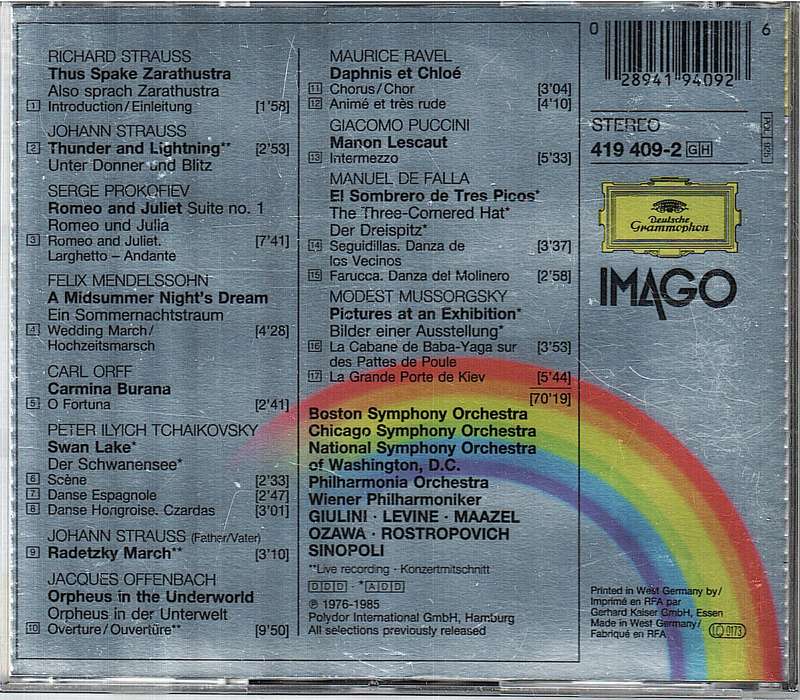 RICHARD STRAUSS
Thus Spake Zarathustra
Also sprach Zarathustra
1 Introduction/Einleitung [1'58]
JOHANN STRAUSS
2 Thunder and Lightning** [2'53]
Unter Donner und Blitz
SERGE PROKOFIEV
Romeo and Juliet Suite no. 1
Romeo und Julia
3 Romeo and Juliet. [7'41]
Larghetto – Andante
FELIX MENDELSSOHN
A Midsummer Night's Dream
Ein Sommernachtstraum
4 Wedding March/ [4'28]
Hochzeitsmarsch
CARL ORFF
Carmina Burana
5 O Fortuna [2'41]
PETER ILYICH TCHAIKOVSKY
Swan Lake*
Der Schwanensee*
6 Scène [2'33]
7 Danse Espagnole [2'47]
8 Danse Hongroise. Czardas [3'01]
JOHANN STRAUSS (Father/Vater)
9 Radetzky March** [3'10]
JACQUES OFFENBACH
Orpheus in the Underworld
Orpheus in der Unterwelt
10 Overture/Ouvertüre** [9'50]
MAURICE RAVEL
Daphnis et Chloé
11 Chorus/Chor [3'04]
12 Animé et très rude [4'10]
GIACOMO PUCCINI
Manon Lescaut
13 Intermezzo [5'33]
MANUEL DE FALLA
El Sombrero de Tres Picos*
The Three-Cornered Hat*
Der Dreispitz*
14 Seguidillas. Danza de [3'37]
los Vecinos
15 Farucca. Danza del Molinero [2'58]
MODEST MUSSORGSKY
Pictures at an Exhibition*
Bilder einer Ausstellung*
16 La Cabane de Baba-Yaga sur [3'53]
des Pattes de Poule
17 La Grande Porte de Kiev [5'44]
[70'19]
Boston Symphony Orchestra
Chicago Symphony Orchestra
National Symphony Orchestra
of Washington, D.C.
Philharmonia Orchestra
Wiener Philharmoniker
GIULINI · LEVINE · MAAZEL
OZAWA · ROSTROPOVICH
SINOPOLI
**Live recording · Konzertmitschnitt
DDD · *ADD
℗ 1976-1985
Polydor International GmbH, Hamburg
All selections previously released
0 28941 94092 6
STEREO
419 409-2 GH
Deutsche
Grammophon
IMAGO
Printed in West Germany by/
Imprimé en RFA par
Gerhard Kaiser GmbH, Essen
Made in West Germany/
Fabriqué en RFA
LC 0173